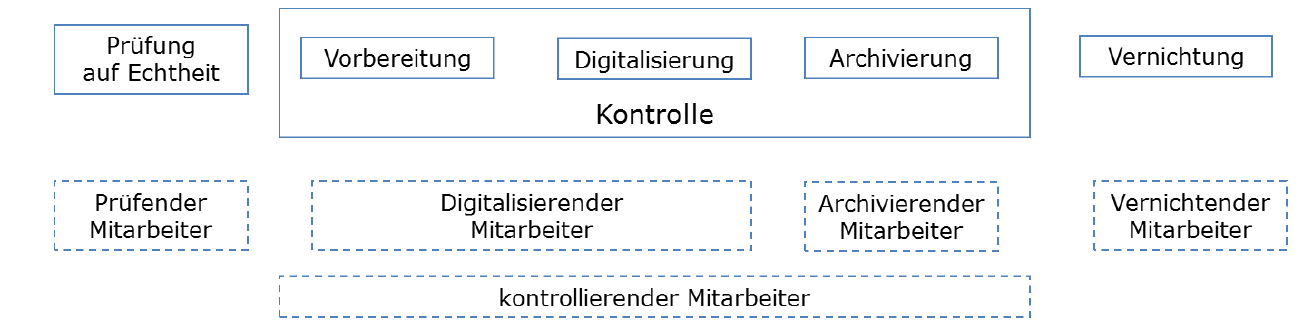 Prüfung
auf Echtheit
Vorbereitung
Digitalisierung
Archivierung
Kontrolle
Vernichtung
Prüfender
Mitarbeiter
Digitalisierender
Mitarbeiter
Archivierender
Mitarbeiter
Vernichtender
Mitarbeiter
kontrollierender Mitarbeiter